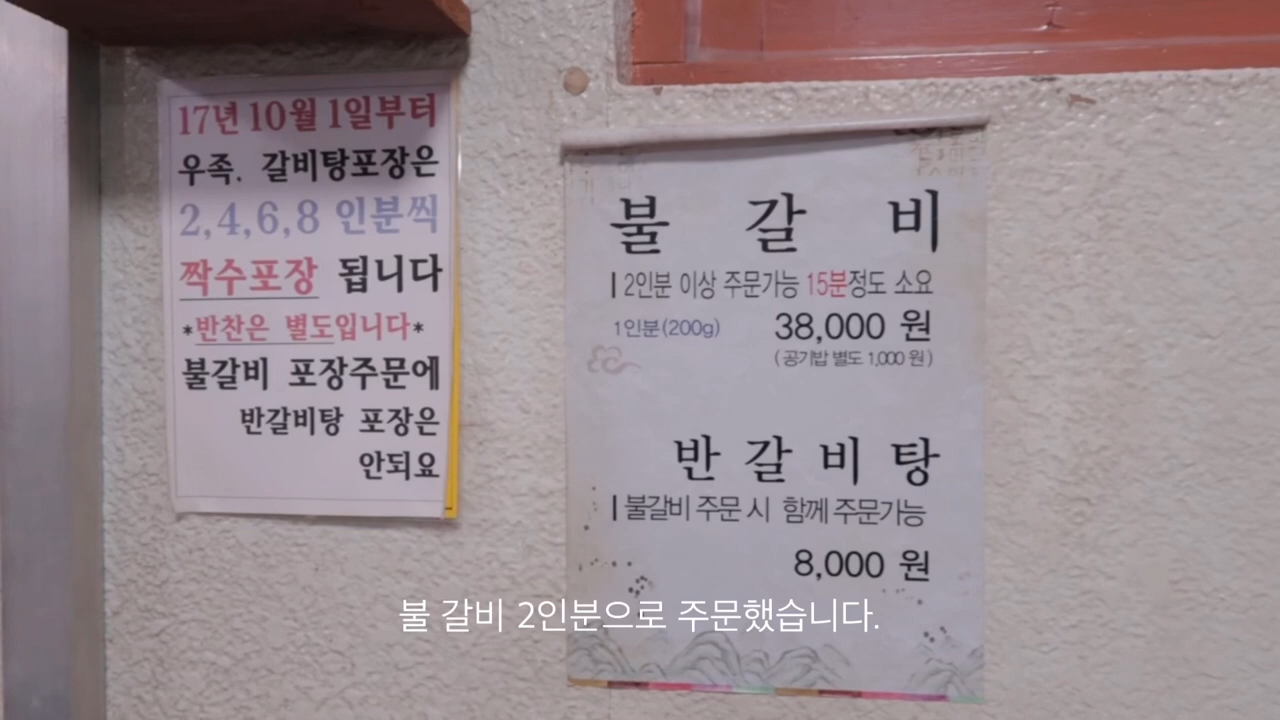 17년 10월 1일부터
우족. 갈비탕포장은
2,4,6,8 인분씩
짝수포장 됩니다
*반찬은 별도입니다*
불갈비 포장주문에
반갈비탕 포장은
안되요
불갈비
2인분 이상 주문가능 15분정도 소요
1인분(200g) 38,000 원
(공기밥 별도 1,000 원)
반갈비탕
불갈비 주문 시 함께 주문가능
8,000 원
불 갈비 2인분으로 주문했습니다.